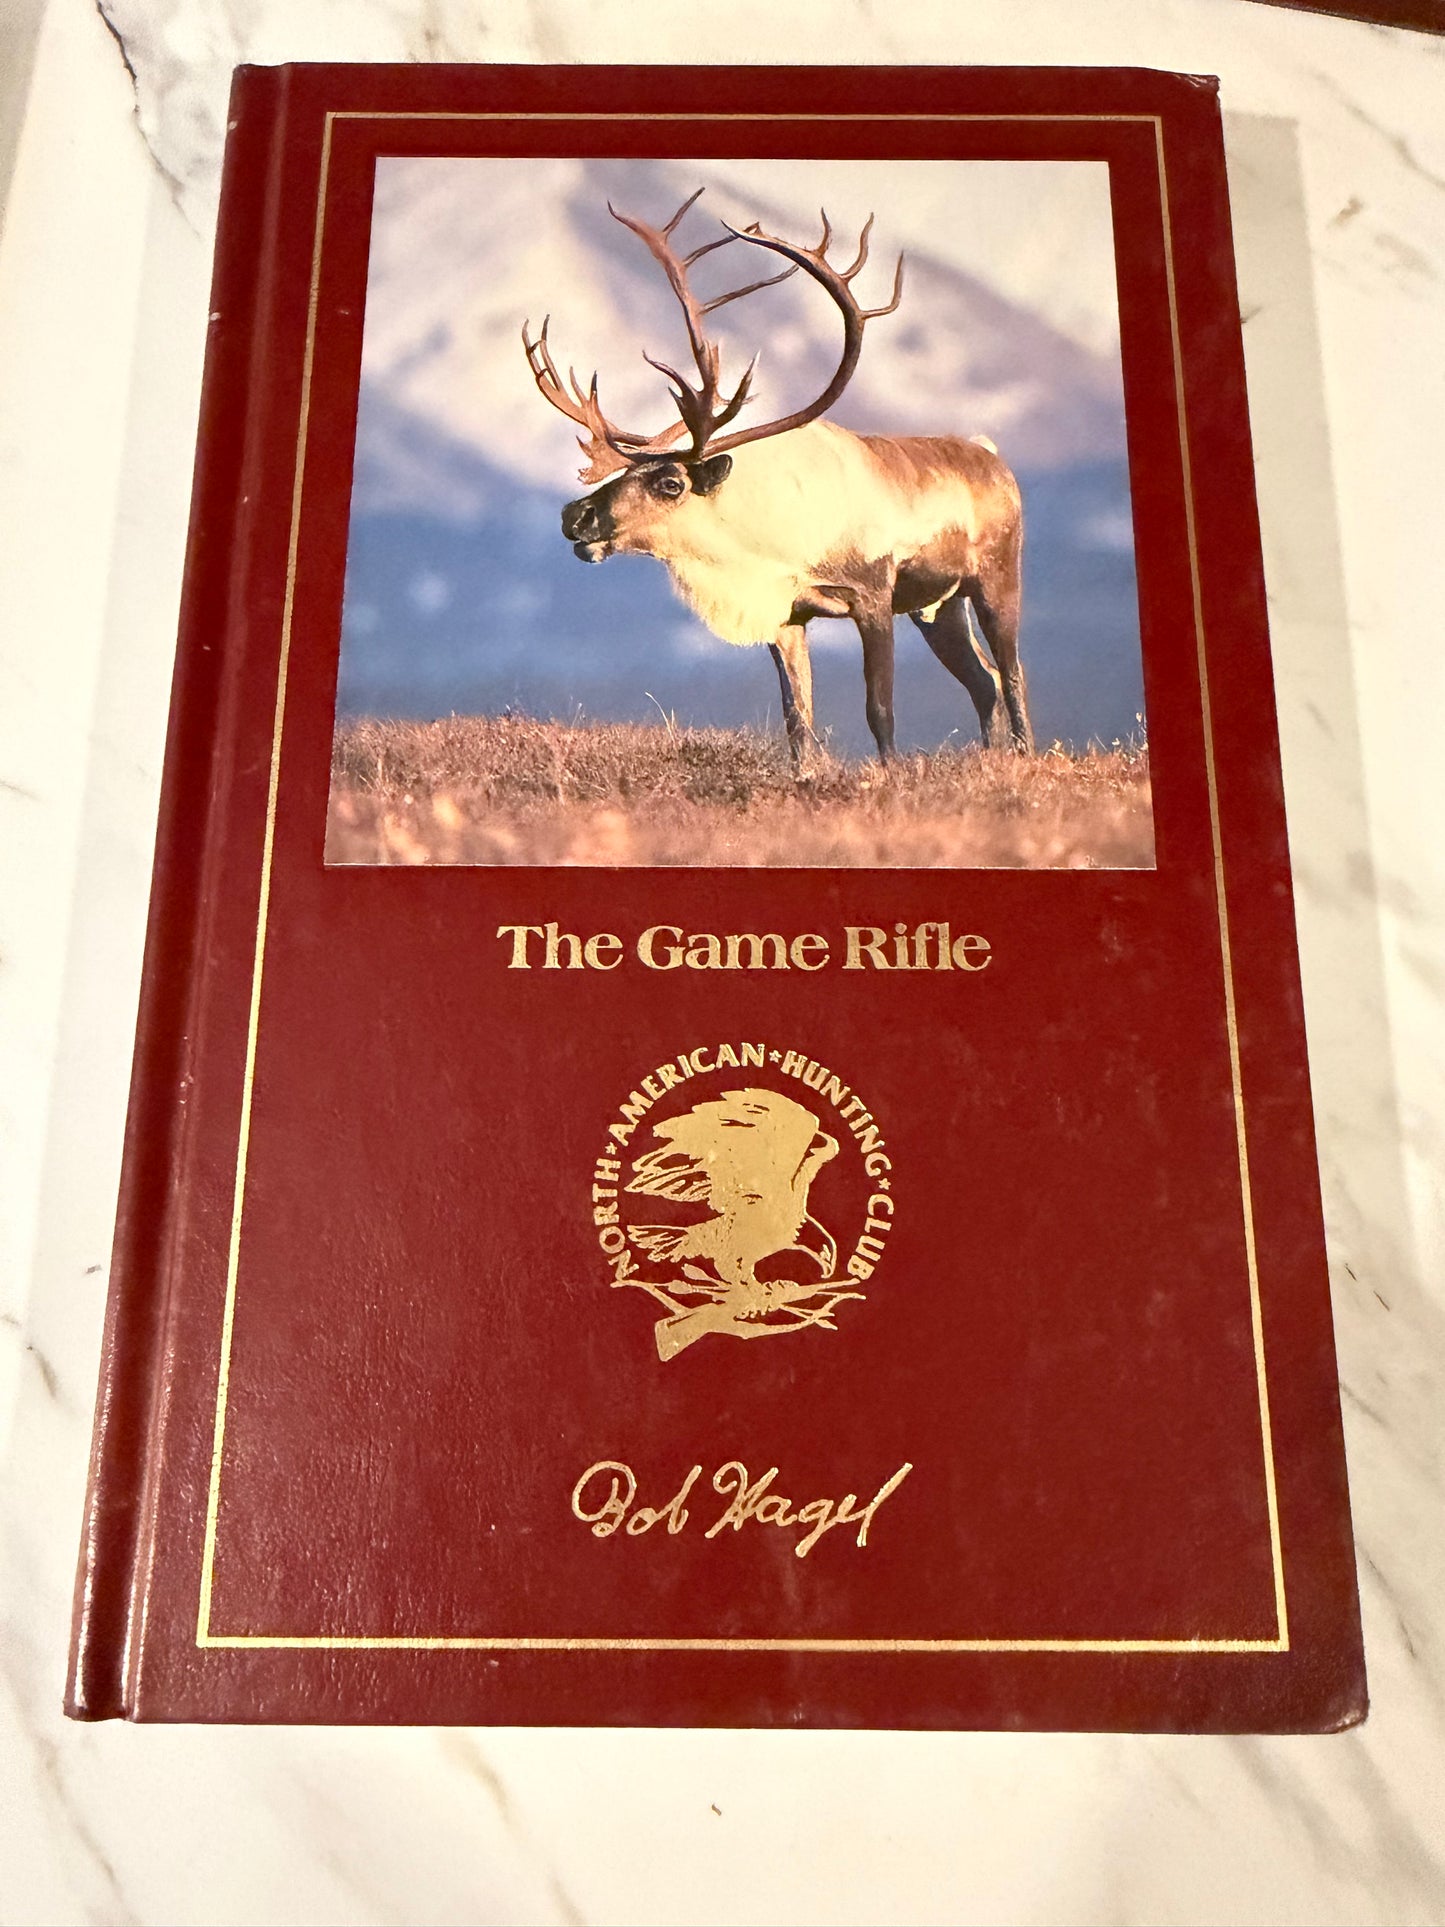 The Game Rifle
NORTH★AMERICAN★HUNTING★CLUB
Bob Hagel